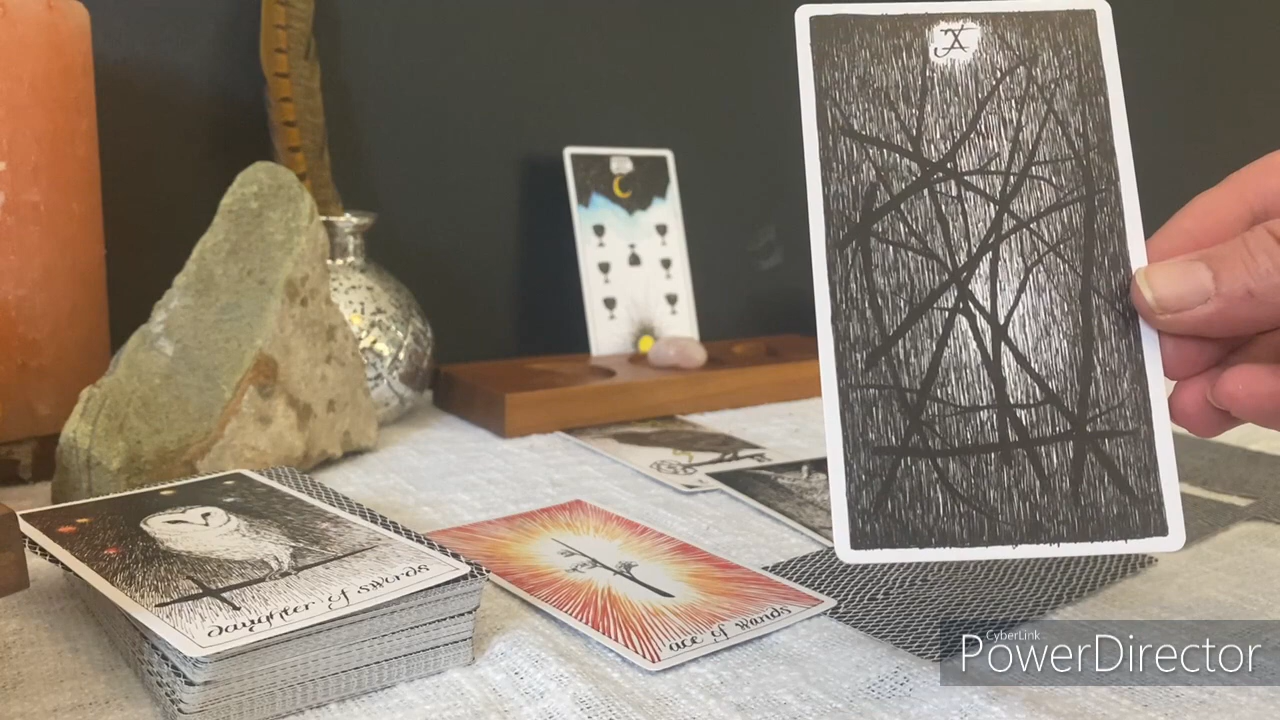 X
Daughter of swords
ace of wands
CyberLink
PowerDirector